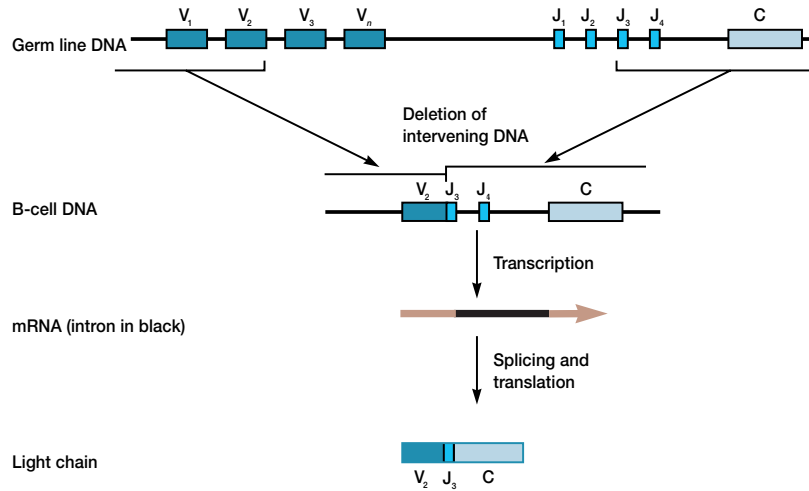 V₁ V₂ V₃ Vₙ J₁ J₂ J₃ J₄ C
Germ line DNA
Deletion of
intervening DNA
V₂ J₃ J₄ C
B-cell DNA
Transcription
mRNA (intron in black)
Splicing and
translation
Light chain
V₂ J₃ C